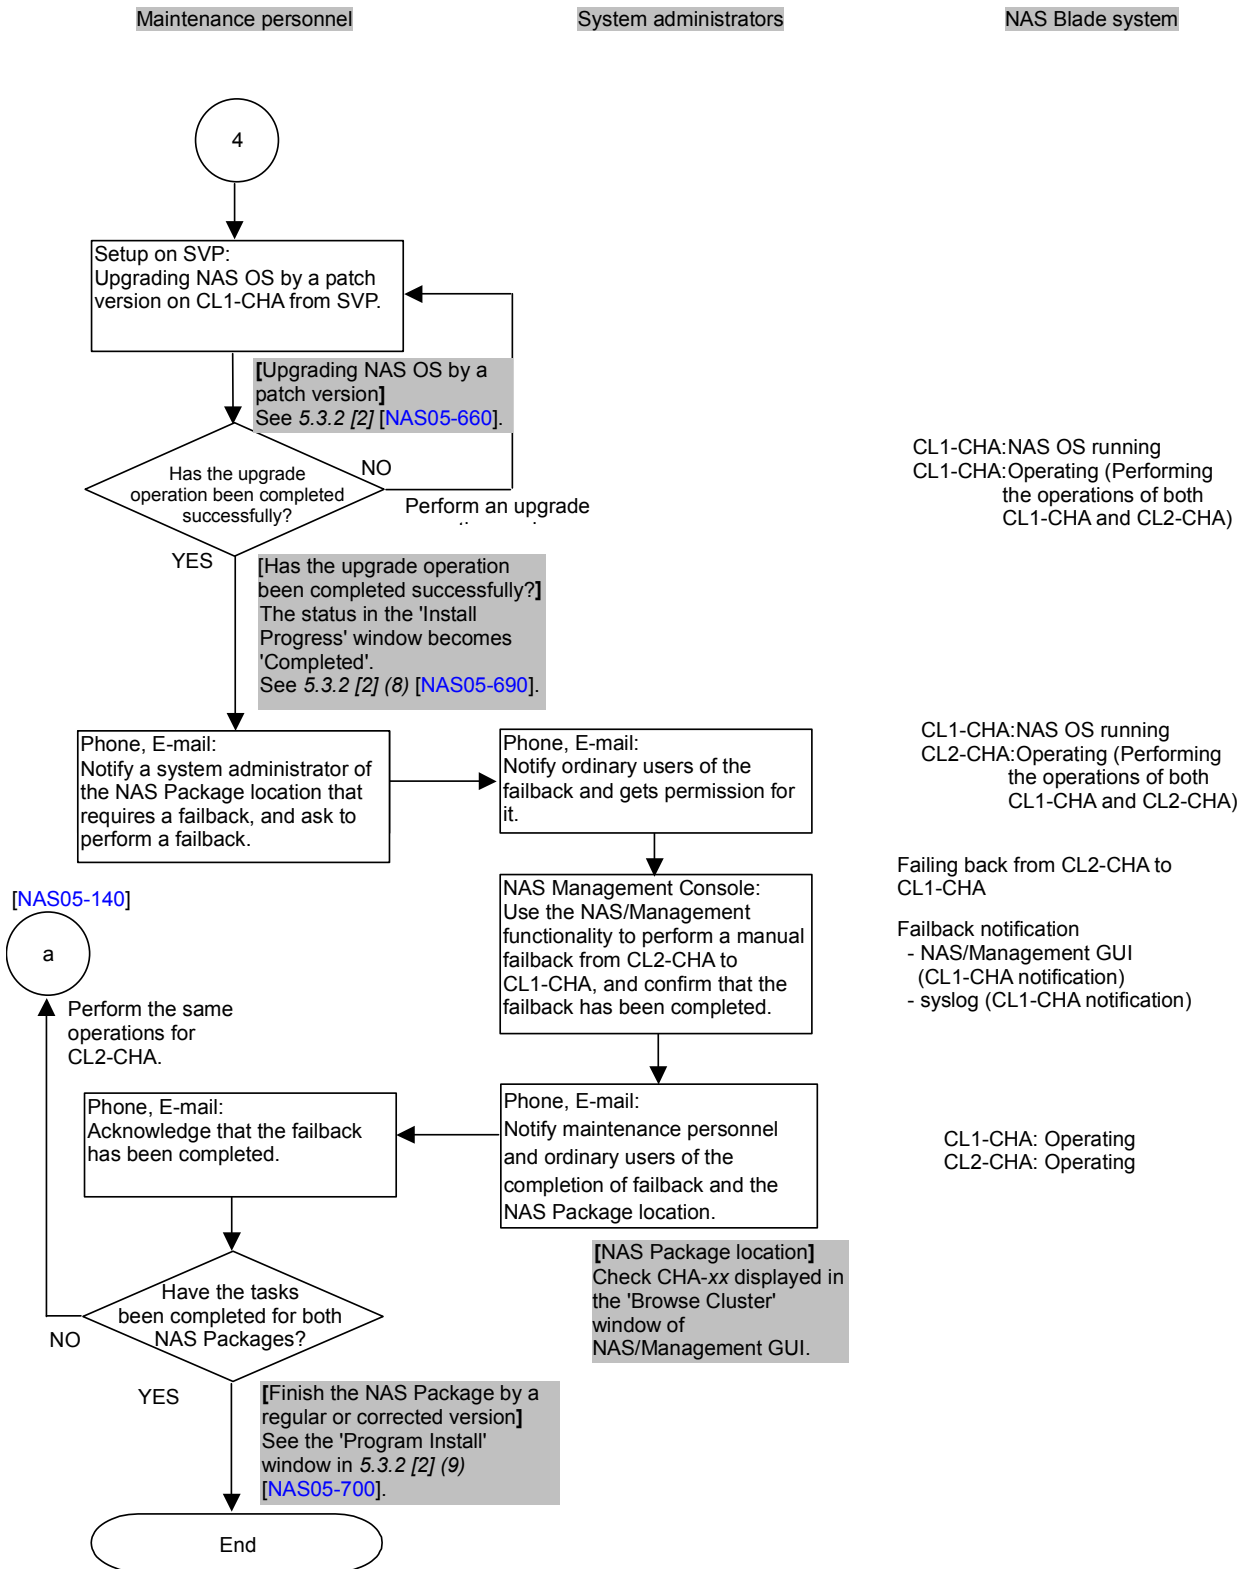 Maintenance personnel
System administrators
NAS Blade system
4
Setup on SVP:
Upgrading NAS OS by a patch
version on CL1-CHA from SVP.
[Upgrading NAS OS by a
patch version]
See 5.3.2 [2] [NAS05-660].
Has the upgrade
operation been completed
successfully?
NO
Perform an upgrade
YES
CL1-CHA:NAS OS running
CL1-CHA:Operating (Performing
the operations of both
CL1-CHA and CL2-CHA)
[Has the upgrade operation
been completed successfully?]
The status in the 'Install
Progress' window becomes
'Completed'.
See 5.3.2 [2] (8) [NAS05-690].
Phone, E-mail:
Notify a system administrator of
the NAS Package location that
requires a failback, and ask to
perform a failback.
Phone, E-mail:
Notify ordinary users of the
failback and gets permission for
it.
CL1-CHA:NAS OS running
CL2-CHA:Operating (Performing
the operations of both
CL1-CHA and CL2-CHA)
[NAS05-140]
a
Perform the same
operations for
CL2-CHA.
NAS Management Console:
Use the NAS/Management
functionality to perform a manual
failback from CL2-CHA to
CL1-CHA, and confirm that the
failback has been completed.
Failing back from CL2-CHA to
CL1-CHA
Failback notification
- NAS/Management GUI
(CL1-CHA notification)
- syslog (CL1-CHA notification)
Phone, E-mail:
Acknowledge that the failback
has been completed.
Phone, E-mail:
Notify maintenance personnel
and ordinary users of the
completion of failback and the
NAS Package location.
CL1-CHA: Operating
CL2-CHA: Operating
[NAS Package location]
Check CHA-xx displayed in
the 'Browse Cluster'
window of
NAS/Management GUI.
Have the tasks
been completed for both
NAS Packages?
NO
YES
[Finish the NAS Package by a
regular or corrected version]
See the 'Program Install'
window in 5.3.2 [2] (9)
[NAS05-700].
End